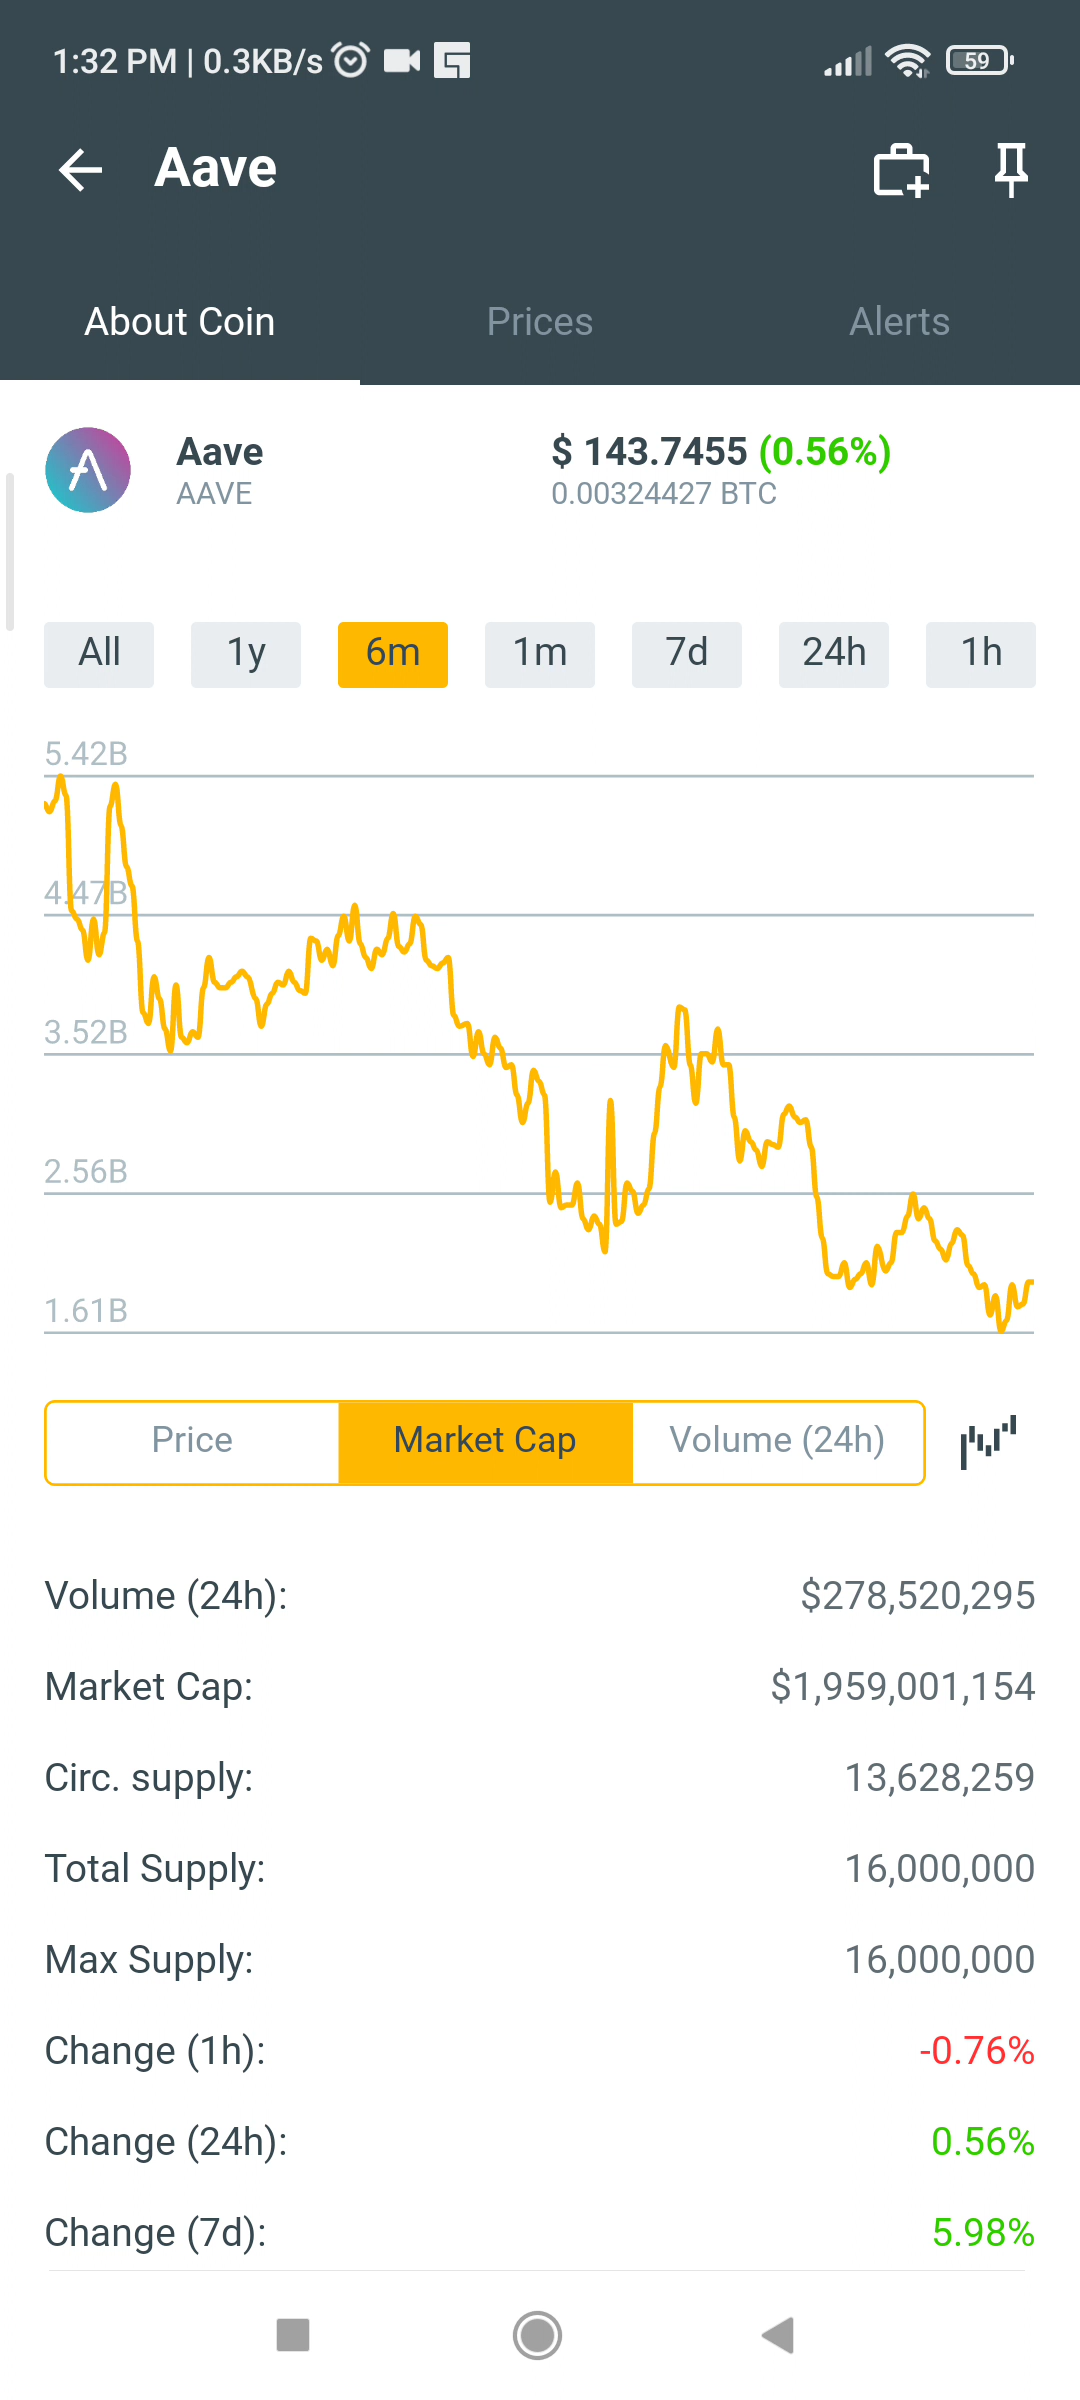 1:32 PM | 0.3KB/s
59
Aave
About Coin Prices Alerts
Aave $ 143.7455 (0.56%)
AAVE 0.00324427 BTC
All 1y 6m 1m 7d 24h 1h
5.42B
4.47B
3.52B
2.56B
1.61B
Price Market Cap Volume (24h)
Volume (24h): $278,520,295
Market Cap: $1,959,001,154
Circ. supply: 13,628,259
Total Supply: 16,000,000
Max Supply: 16,000,000
Change (1h): -0.76%
Change (24h): 0.56%
Change (7d): 5.98%